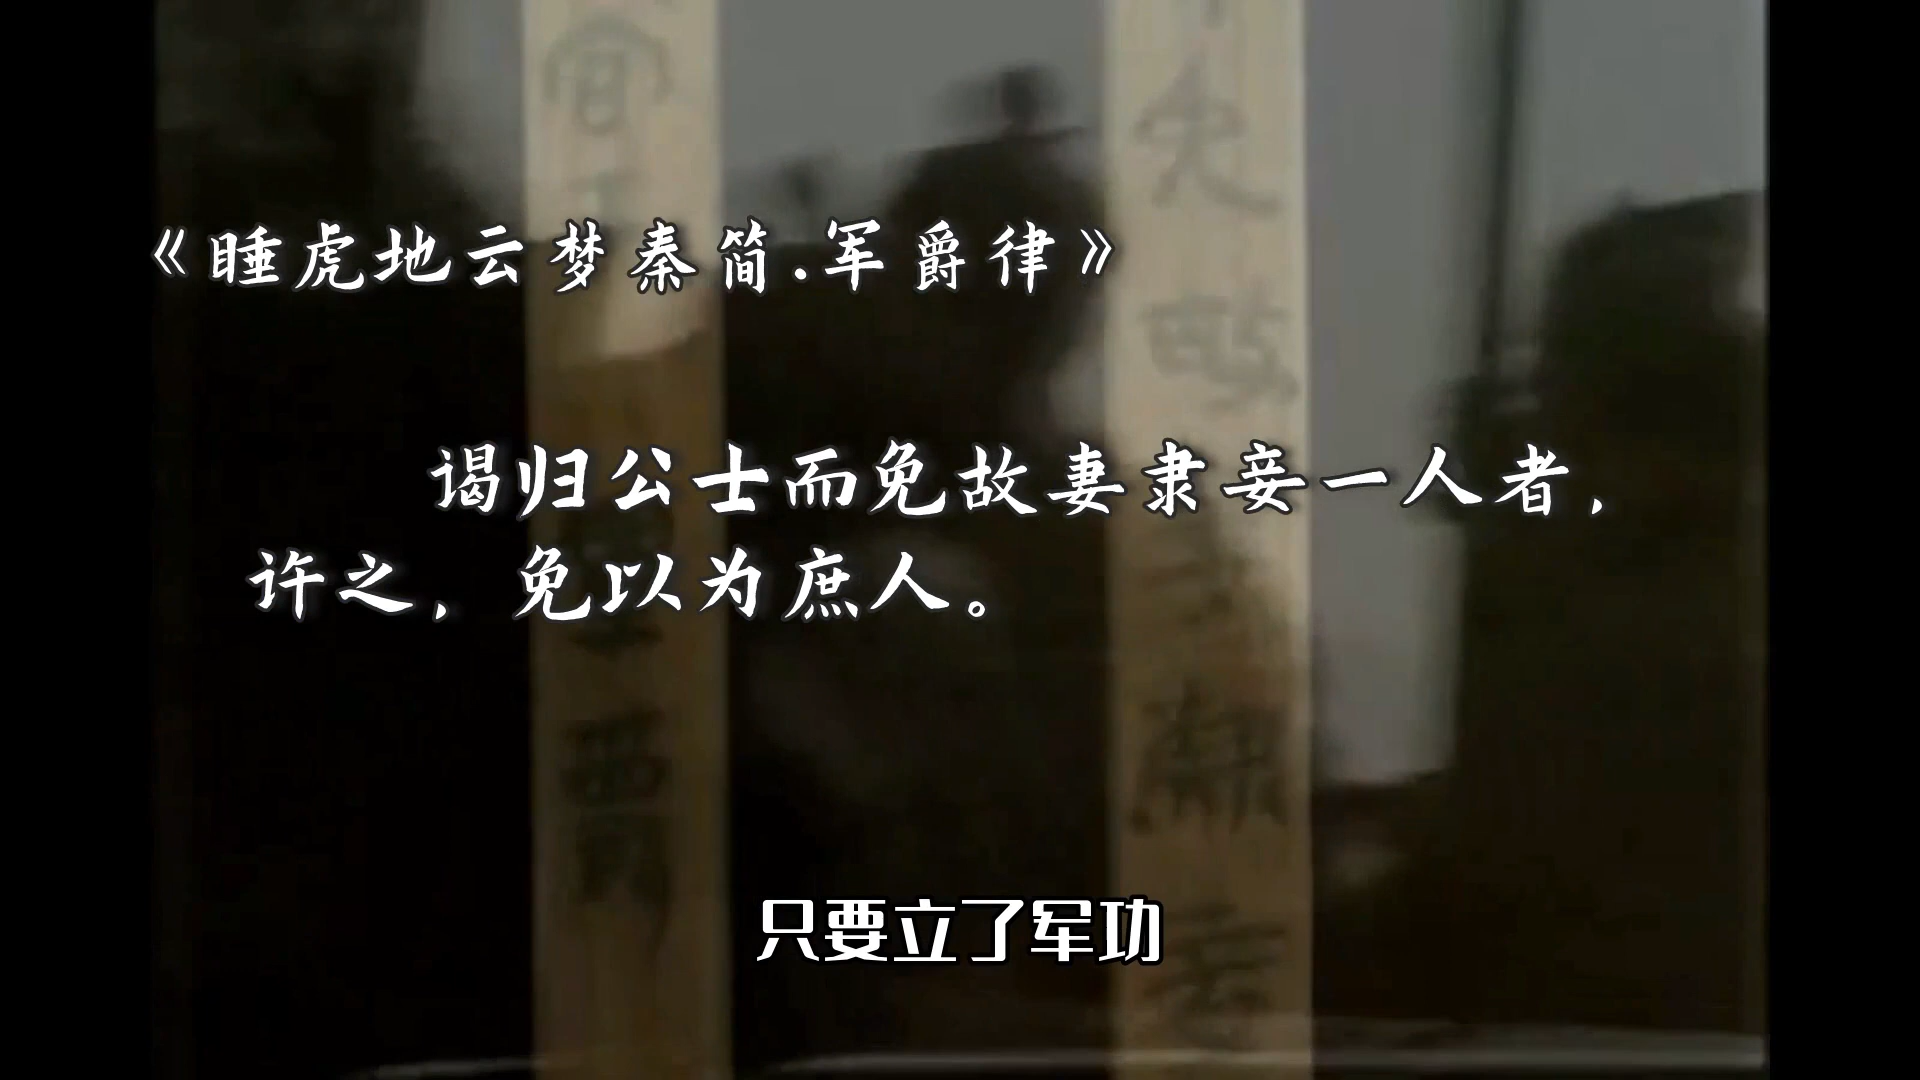 《睡虎地云梦秦简.军爵律》
谒归公士而免故妻隶妾一人者，
许之，免以为庶人。
只要立了军功